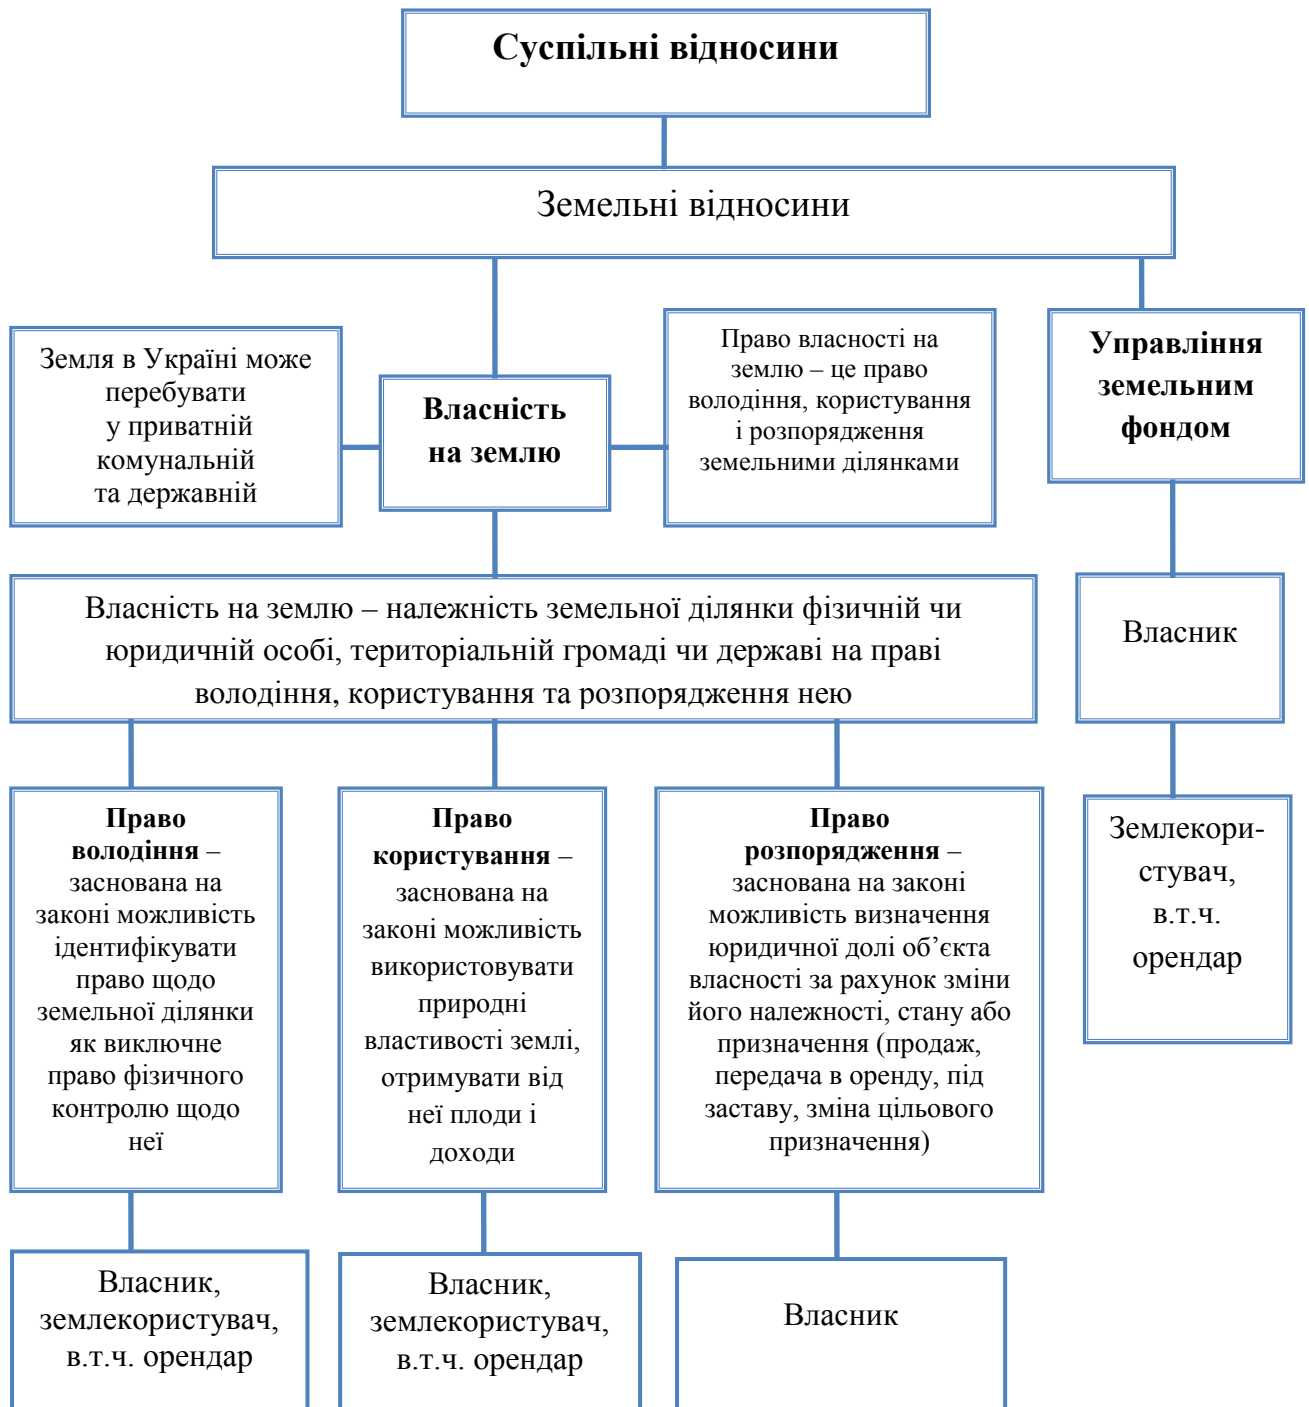 Суспільні відносини
Земельні відносини
Земля в Україні може
перебувати
у приватній
комунальній
та державній
Власність
на землю
Право власності на
землю – це право
володіння, користування
і розпорядження
земельними ділянками
Управління
земельним
фондом
Власність на землю – належність земельної ділянки фізичній чи
юридичній особі, територіальній громаді чи державі на праві
володіння, користування та розпорядження нею
Власник
Право
володіння –
заснована на
законі можливість
ідентифікувати
право щодо
земельної ділянки
як виключне
право фізичного
контролю щодо
неї
Право
користування –
заснована на
законі можливість
використовувати
природні
властивості землі,
отримувати від
неї плоди і
доходи
Право
розпорядження –
заснована на законі
можливість визначення
юридичної долі об’єкта
власності за рахунок зміни
його належності, стану або
призначення (продаж,
передача в оренду, під
заставу, зміна цільового
призначення)
Землекори-
стувач,
в.т.ч.
орендар
Власник,
землекористувач,
в.т.ч. орендар
Власник,
землекористувач,
в.т.ч. орендар
Власник